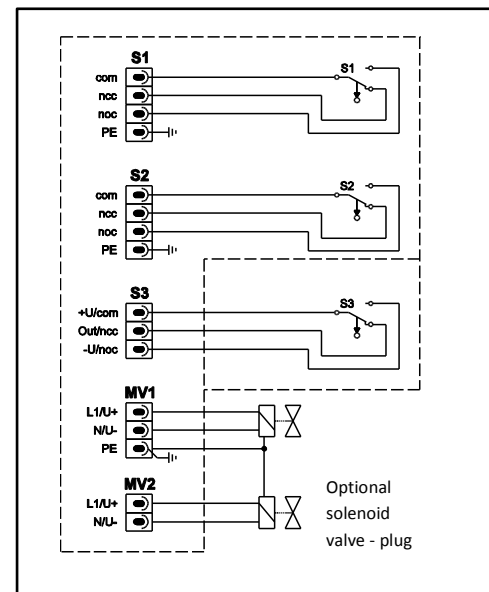 S1
com
ncc
noc
PE
S1
S2
com
ncc
noc
PE
S2
S3
+U/com
Out/ncc
-U/noc
S3
MV1
L1/U+
N/U-
PE
MV2
L1/U+
N/U-
Optional
solenoid
valve - plug